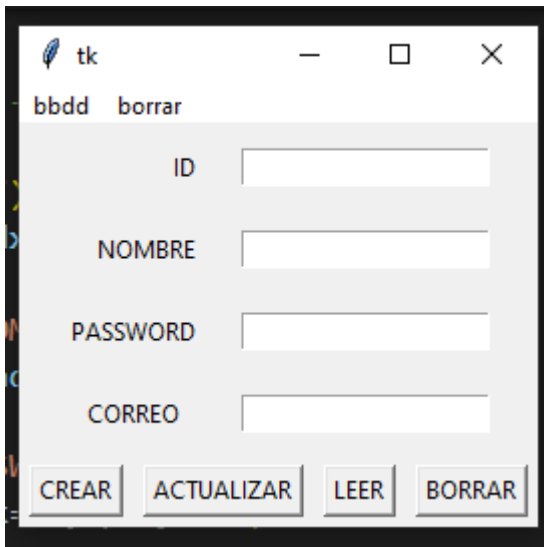 tk
bbdd borrar
ID
NOMBRE
PASSWORD
CORREO
CREAR ACTUALIZAR LEER BORRAR